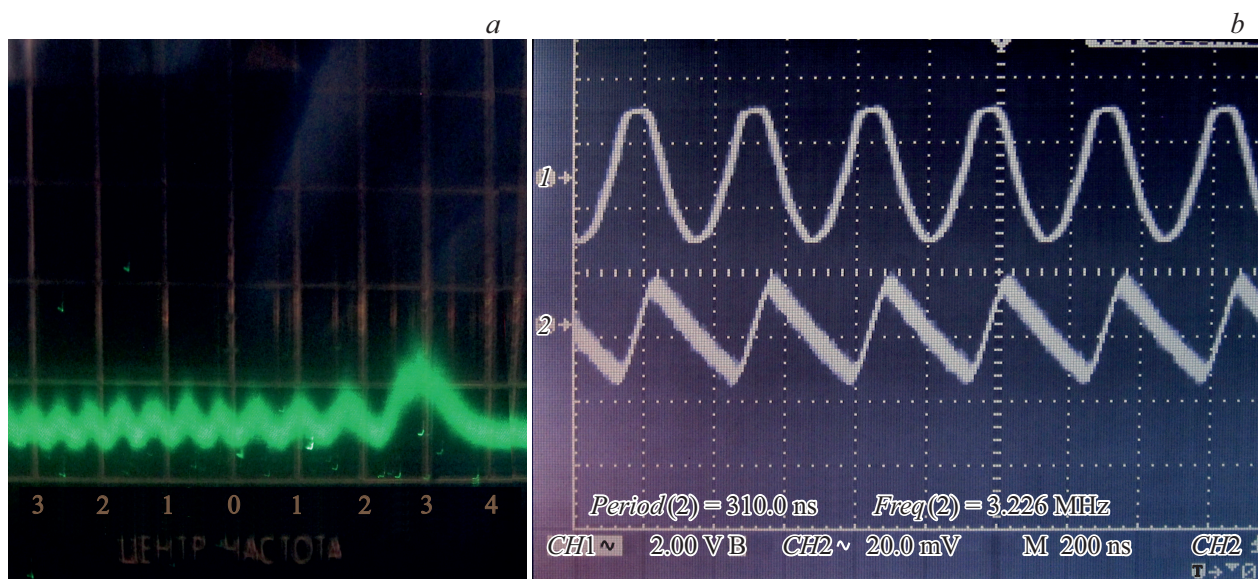 a
b
1
2
3 2 1 0 1 2 3 4
ЦЕНТР ЧАСТОТА
Period(2) = 310.0 ns Freq(2) = 3.226 MHz
CH1∿ 2.00 V B CH2∿ 20.0 mV M 200 ns CH2
T